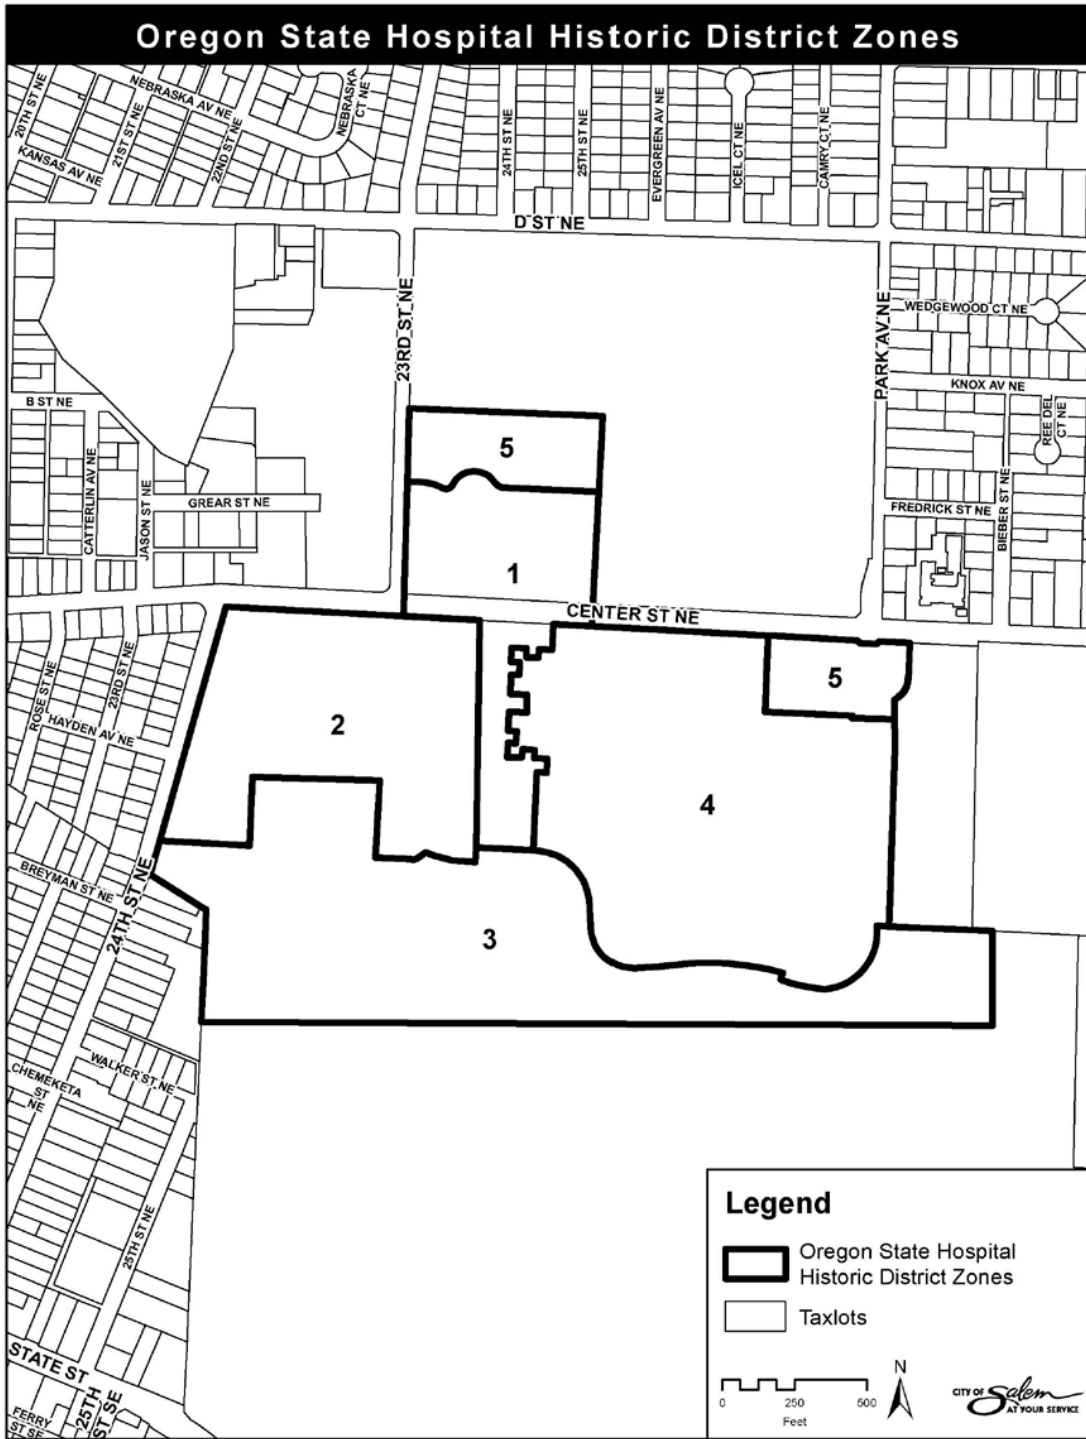 Oregon State Hospital Historic District Zones
20TH ST NE
NEBRASKA AV NE
NEBRASKA
CT NE
21ST ST NE
22ND ST NE
KANSAS AV NE
24TH ST NE
25TH ST NE
EVERGREEN AV NE
ICEL CT NE
CAMRY CT NE
D ST NE
23RD ST NE
PARK AV NE
WEDGEWOOD CT NE
KNOX AV NE
REE DEL
CT NE
B ST NE
CATTERLIN AV NE
JASON ST NE
GREAR ST NE
5
FREDRICK ST NE
BIEBER ST NE
1
CENTER ST NE
ROSE ST NE
23RD ST NE
HAYDEN AV NE
2
5
4
BREYMAN ST NE
24TH ST NE
3
WALKER ST NE
CHEMEKETA
ST
NE
25TH ST NE
STATE ST
25TH
ST SE
FERRY
ST SE
Legend
Oregon State Hospital
Historic District Zones
Taxlots
0 250 500
Feet
N
CITY OF Salem
AT YOUR SERVICE